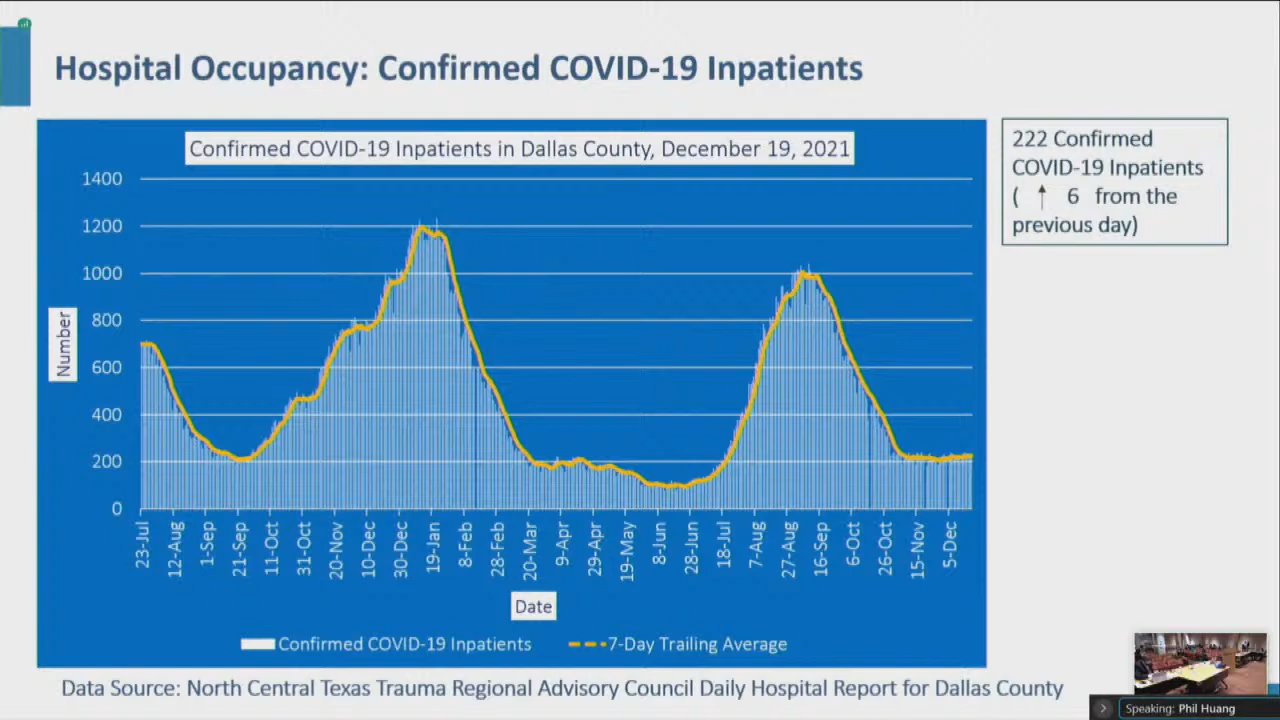 Hospital Occupancy: Confirmed COVID-19 Inpatients
Confirmed COVID-19 Inpatients in Dallas County, December 19, 2021
1400
1200
1000
800
600
400
200
0
Number
23-Jul
12-Aug
1-Sep
21-Sep
11-Oct
31-Oct
20-Nov
10-Dec
30-Dec
19-Jan
8-Feb
28-Feb
20-Mar
9-Apr
29-Apr
19-May
8-Jun
28-Jun
18-Jul
7-Aug
27-Aug
16-Sep
6-Oct
26-Oct
15-Nov
5-Dec
Date
Confirmed COVID-19 Inpatients
7-Day Trailing Average
222 Confirmed
COVID-19 Inpatients
( ↑ 6 from the
previous day)
Data Source: North Central Texas Trauma Regional Advisory Council Daily Hospital Report for Dallas County
Speaking: Phil Huang